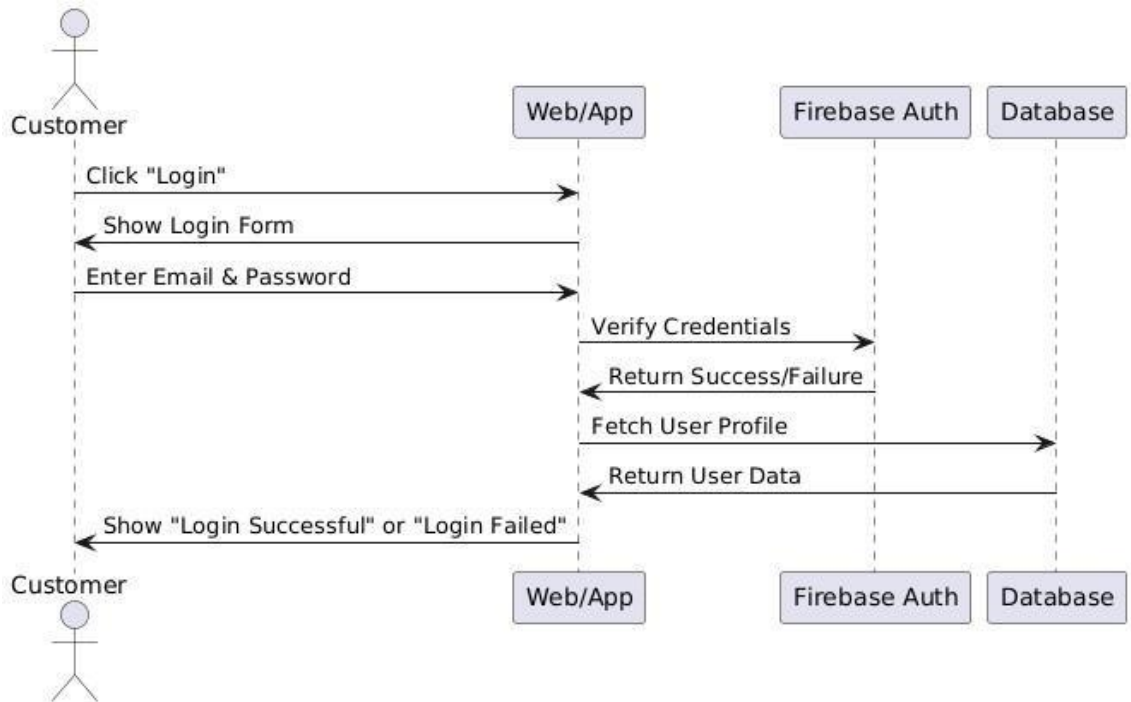 Customer
Web/App
Firebase Auth
Database
Click "Login"
Show Login Form
Enter Email & Password
Verify Credentials
Return Success/Failure
Fetch User Profile
Return User Data
Show "Login Successful" or "Login Failed"
Customer
Web/App
Firebase Auth
Database